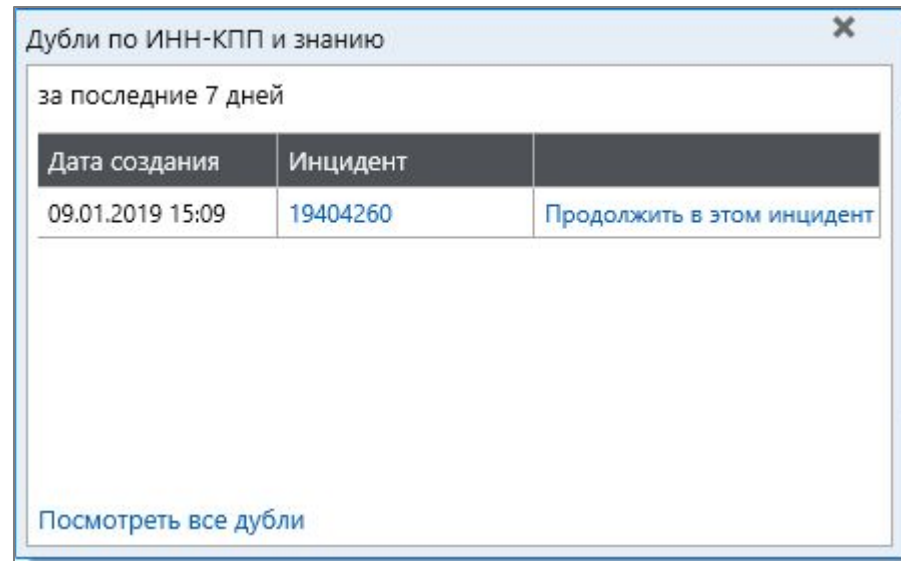 Дубли по ИНН-КПП и знанию
за последние 7 дней
Дата создания Инцидент
09.01.2019 15:09 19404260 Продолжить в этом инцидент
Посмотреть все дубли